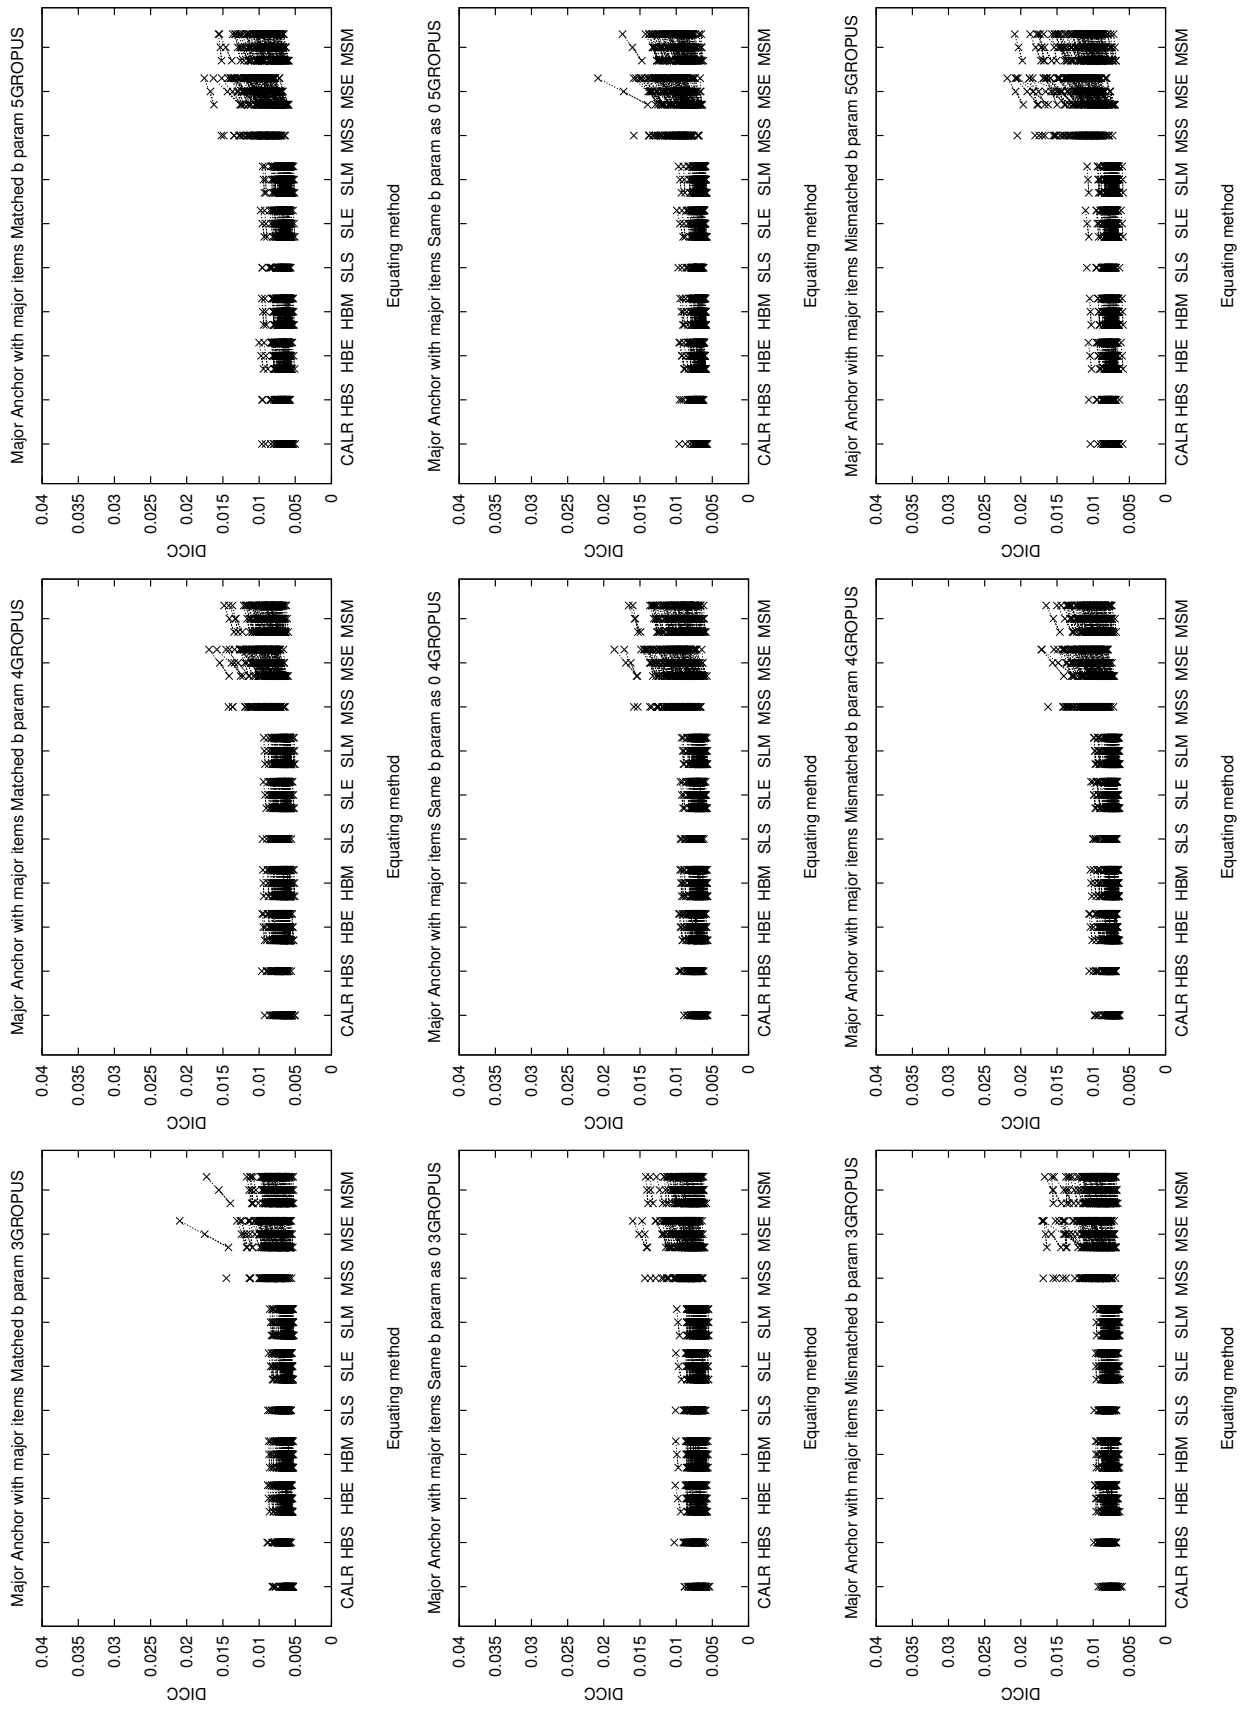 Major Anchor with major items Matched b param 3GROPUS
0.04
0.035
0.03
0.025
0.02
0.015
0.01
0.005
0
DICC
CALR HBS HBE HBM SLS SLE SLM MSS MSE MSM
Equating method
Major Anchor with major items Matched b param 4GROPUS
0.04
0.035
0.03
0.025
0.02
0.015
0.01
0.005
0
DICC
CALR HBS HBE HBM SLS SLE SLM MSS MSE MSM
Equating method
Major Anchor with major items Matched b param 5GROPUS
0.04
0.035
0.03
0.025
0.02
0.015
0.01
0.005
0
DICC
CALR HBS HBE HBM SLS SLE SLM MSS MSE MSM
Equating method
Major Anchor with major items Same b param as 0 3GROPUS
0.04
0.035
0.03
0.025
0.02
0.015
0.01
0.005
0
DICC
CALR HBS HBE HBM SLS SLE SLM MSS MSE MSM
Equating method
Major Anchor with major items Same b param as 0 4GROPUS
0.04
0.035
0.03
0.025
0.02
0.015
0.01
0.005
0
DICC
CALR HBS HBE HBM SLS SLE SLM MSS MSE MSM
Equating method
Major Anchor with major items Same b param as 0 5GROPUS
0.04
0.035
0.03
0.025
0.02
0.015
0.01
0.005
0
DICC
CALR HBS HBE HBM SLS SLE SLM MSS MSE MSM
Equating method
Major Anchor with major items Mismatched b param 3GROPUS
0.04
0.035
0.03
0.025
0.02
0.015
0.01
0.005
0
DICC
CALR HBS HBE HBM SLS SLE SLM MSS MSE MSM
Equating method
Major Anchor with major items Mismatched b param 4GROPUS
0.04
0.035
0.03
0.025
0.02
0.015
0.01
0.005
0
DICC
CALR HBS HBE HBM SLS SLE SLM MSS MSE MSM
Equating method
Major Anchor with major items Mismatched b param 5GROPUS
0.04
0.035
0.03
0.025
0.02
0.015
0.01
0.005
0
DICC
CALR HBS HBE HBM SLS SLE SLM MSS MSE MSM
Equating method